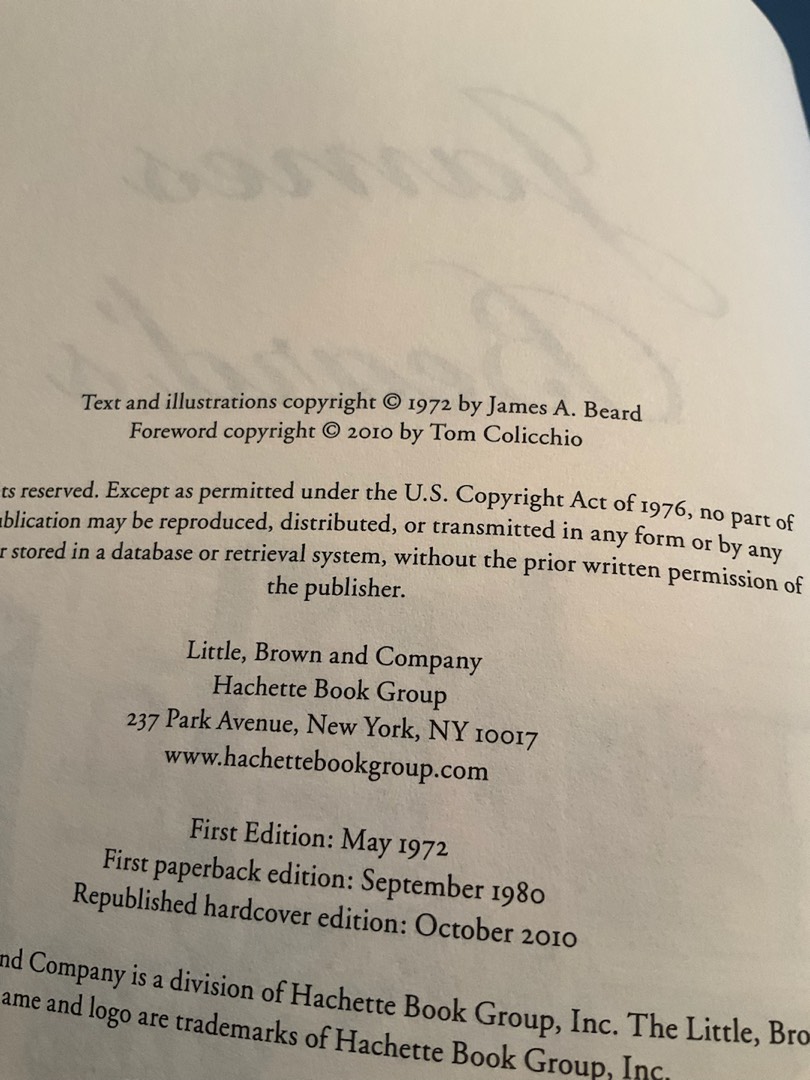 James
Beard's
Text and illustrations copyright © 1972 by James A. Beard
Foreword copyright © 2010 by Tom Colicchio
ts reserved. Except as permitted under the U.S. Copyright Act of 1976, no part of
ublication may be reproduced, distributed, or transmitted in any form or by any
r stored in a database or retrieval system, without the prior written permission of
the publisher.
Little, Brown and Company
Hachette Book Group
237 Park Avenue, New York, NY 10017
www.hachettebookgroup.com
First Edition: May 1972
First paperback edition: September 1980
Republished hardcover edition: October 2010
nd Company is a division of Hachette Book Group, Inc. The Little, Bro
ame and logo are trademarks of Hachette Book Group, Inc.